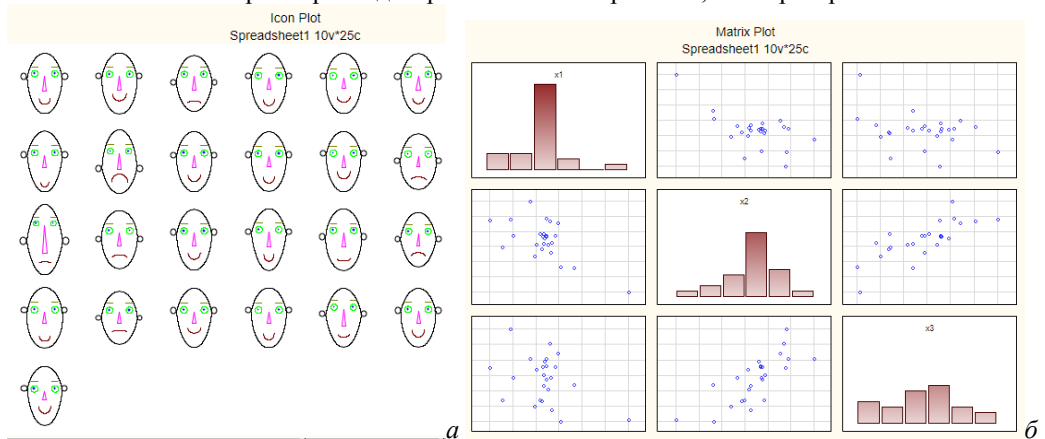 Icon Plot
Spreadsheet1 10v*25c
а
Matrix Plot
Spreadsheet1 10v*25c
x1
x2
x3
б